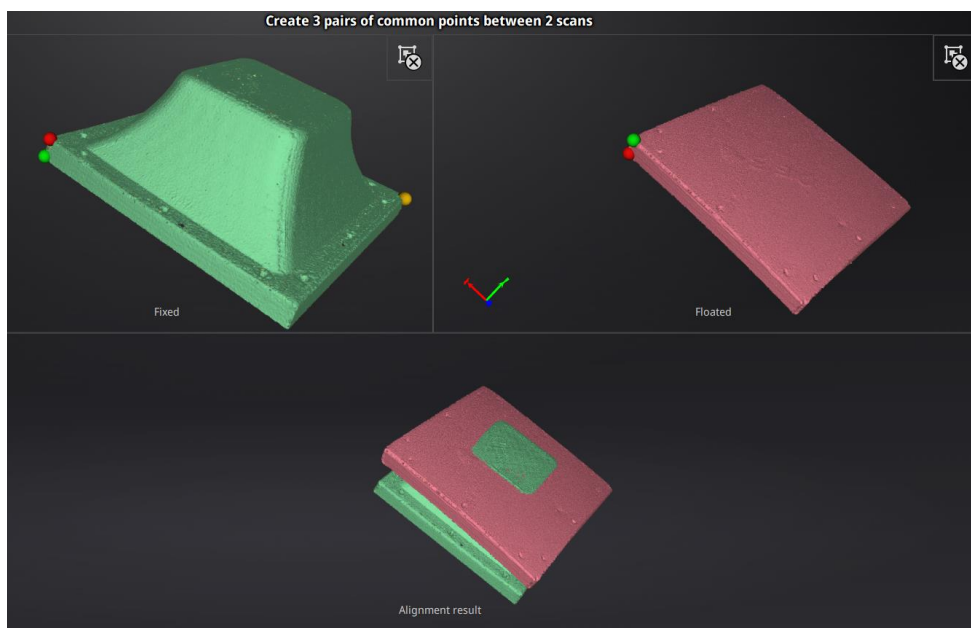 Create 3 pairs of common points between 2 scans
Fixed
Floated
Alignment result